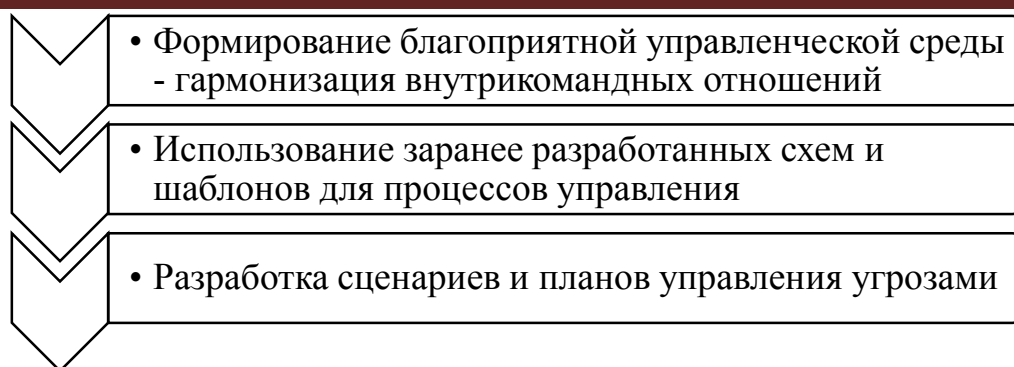 • Формирование благоприятной управленческой среды
- гармонизация внутрикомандных отношений
• Использование заранее разработанных схем и
шаблонов для процессов управления
• Разработка сценариев и планов управления угрозами